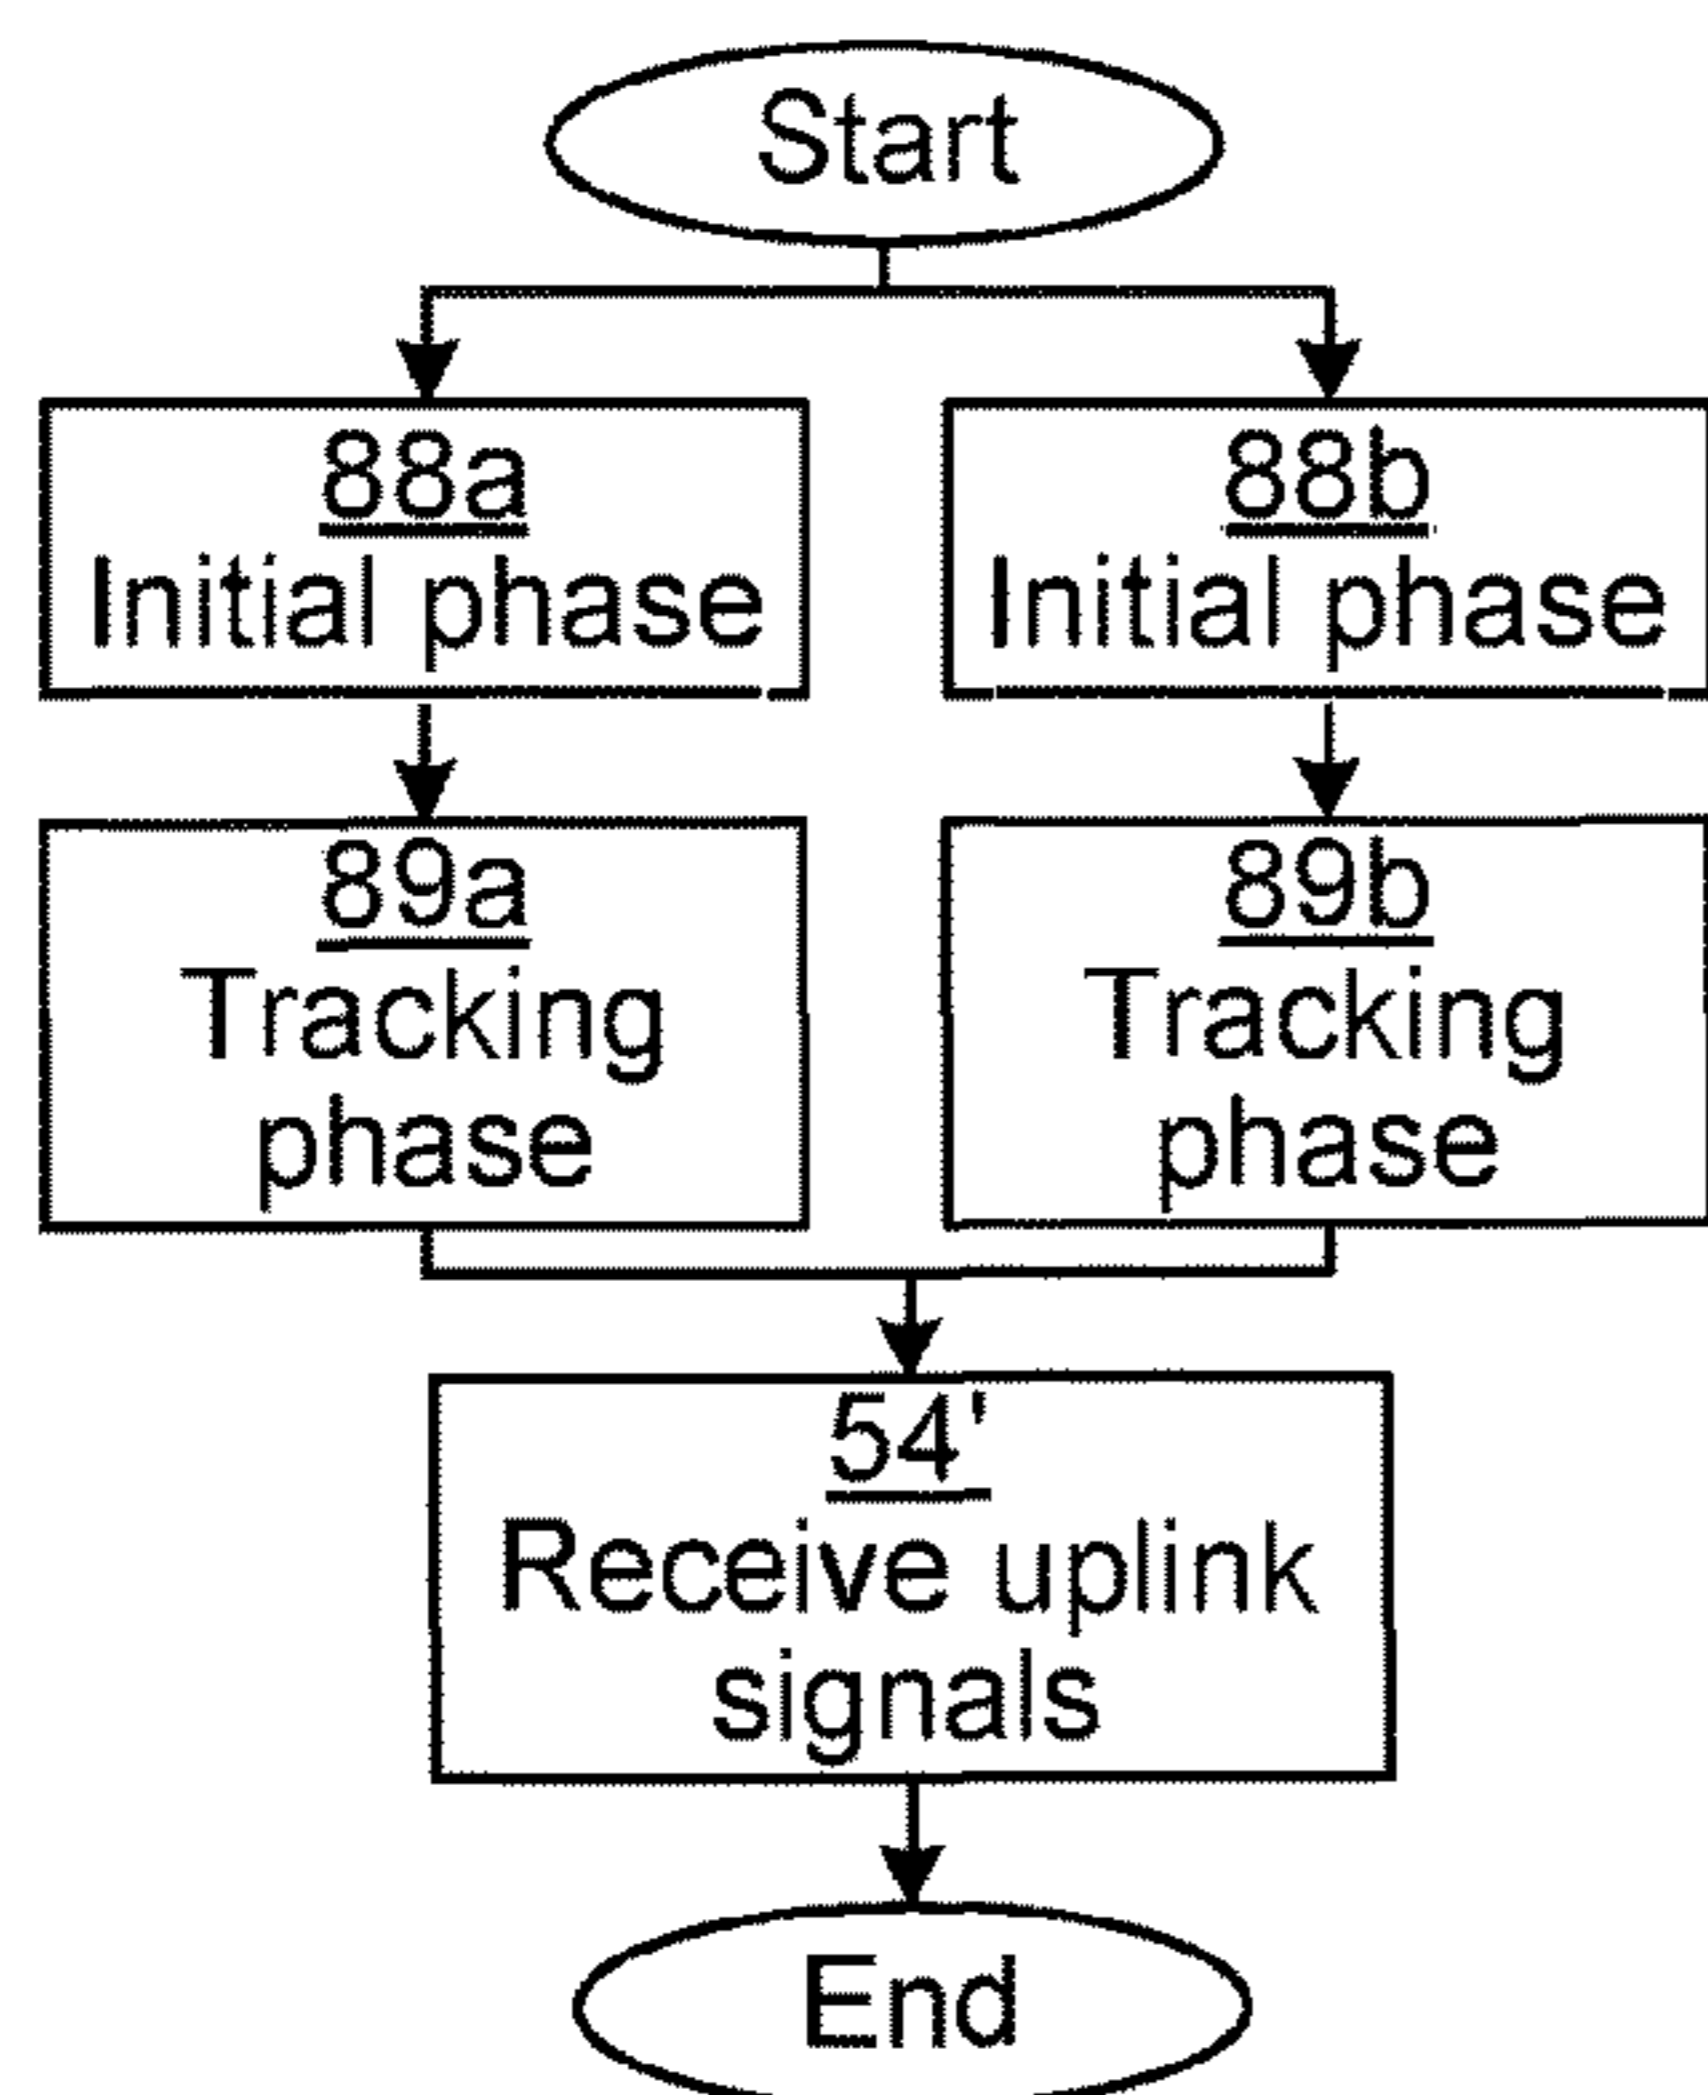 Start
88a
Initial phase
88b
Initial phase
89a
Tracking
phase
89b
Tracking
phase
54'
Receive uplink
signals
End